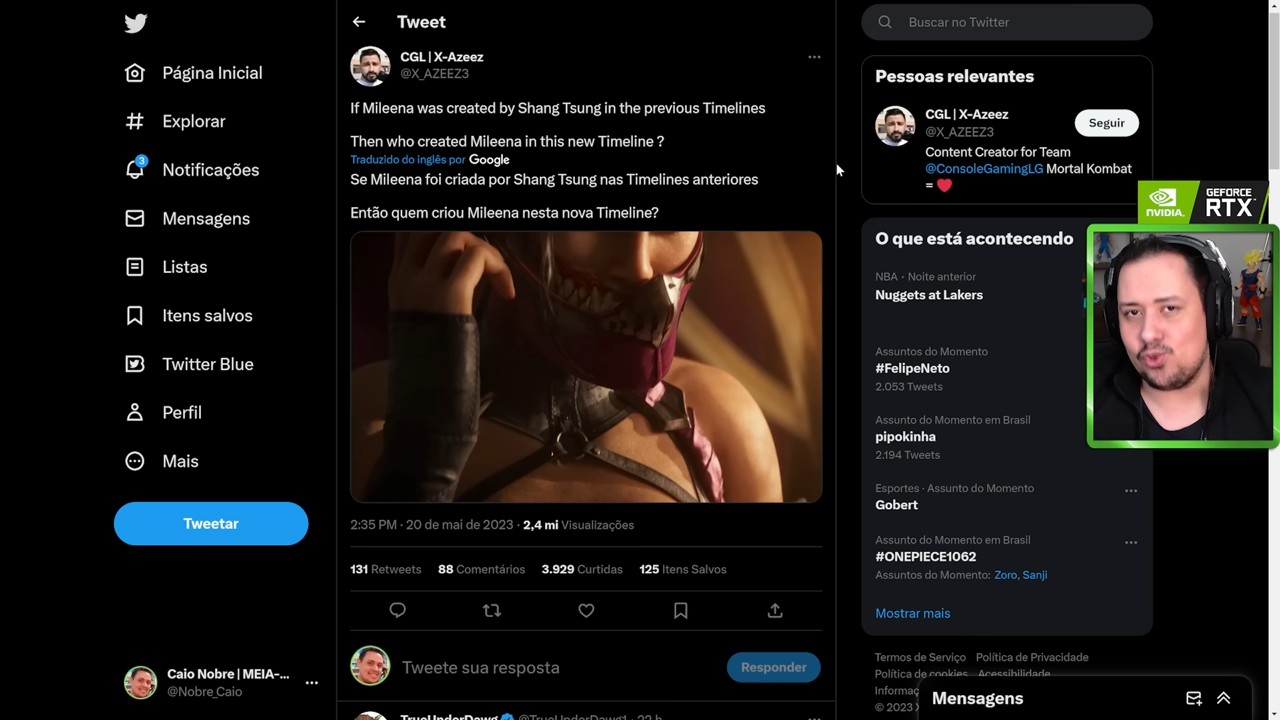 Tweet
Buscar no Twitter
Página Inicial
Explorar
3
Notificações
Mensagens
Listas
Itens salvos
Twitter Blue
Perfil
Mais
Tweetar
Caio Nobre | MEIA-...
@Nobre_Caio
CGL | X-Azeez
@X_AZEEZ3
If Mileena was created by Shang Tsung in the previous Timelines
Then who created Mileena in this new Timeline ?
Traduzido do inglês por Google
Se Mileena foi criada por Shang Tsung nas Timelines anteriores
Então quem criou Mileena nesta nova Timeline?
2:35 PM · 20 de mai de 2023 · 2,4 mi Visualizações
131 Retweets 88 Comentários 3.929 Curtidas 125 Itens Salvos
Tweete sua resposta
Responder
TrueUnderDawg @TrueUnderDawg1 · 22 h
Pessoas relevantes
CGL | X-Azeez
@X_AZEEZ3
Seguir
Content Creator for Team
@ConsoleGamingLG Mortal Kombat
=
NVIDIA.
GEFORCE
RTX
O que está acontecendo
NBA · Noite anterior
Nuggets at Lakers
Assuntos do Momento
#FelipeNeto
2.053 Tweets
Assunto do Momento em Brasil
pipokinha
2.194 Tweets
Esportes · Assunto do Momento
Gobert
Assunto do Momento em Brasil
#ONEPIECE1062
Assuntos do Momento: Zoro, Sanji
Mostrar mais
Termos de Serviço Política de Privacidade
Política de cookies Acessibilidade
Informaç
© 2023 X
Mensagens